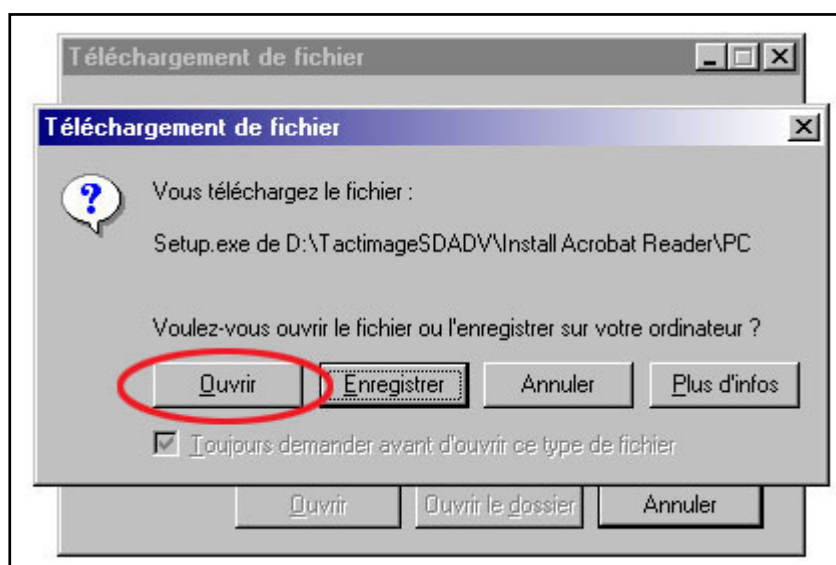 Téléchargement de fichier
Téléchargement de fichier
Vous téléchargez le fichier :
Setup.exe de D:\TactimageSDADV\Install Acrobat Reader\PC
Voulez-vous ouvrir le fichier ou l'enregistrer sur votre ordinateur ?
Ouvrir Enregistrer Annuler Plus d'infos
Toujours demander avant d'ouvrir ce type de fichier
Ouvrir Ouvrir le dossier Annuler